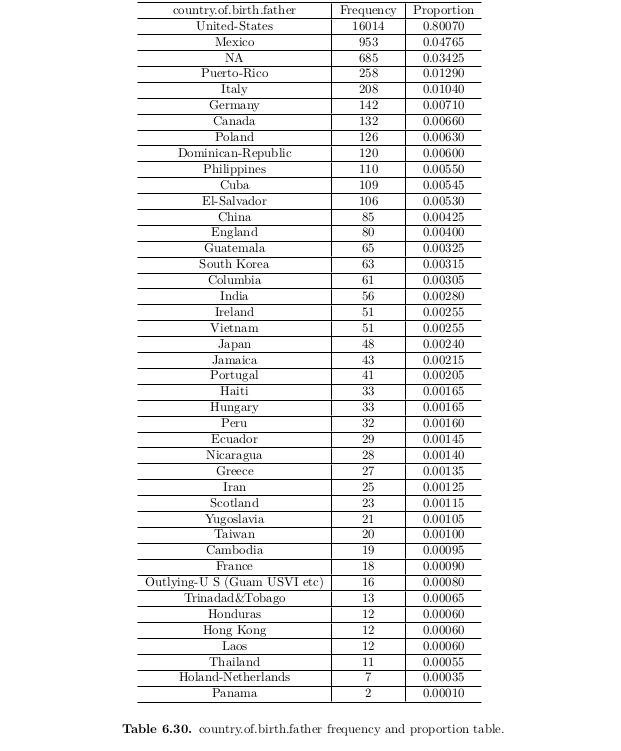 country.of.birth.father Frequency Proportion
United-States 16014 0.80070
Mexico 953 0.04765
NA 685 0.03425
Puerto-Rico 258 0.01290
Italy 208 0.01040
Germany 142 0.00710
Canada 132 0.00660
Poland 126 0.00630
Dominican-Republic 120 0.00600
Philippines 110 0.00550
Cuba 109 0.00545
El-Salvador 106 0.00530
China 85 0.00425
England 80 0.00400
Guatemala 65 0.00325
South Korea 63 0.00315
Columbia 61 0.00305
India 56 0.00280
Ireland 51 0.00255
Vietnam 51 0.00255
Japan 48 0.00240
Jamaica 43 0.00215
Portugal 41 0.00205
Haiti 33 0.00165
Hungary 33 0.00165
Peru 32 0.00160
Ecuador 29 0.00145
Nicaragua 28 0.00140
Greece 27 0.00135
Iran 25 0.00125
Scotland 23 0.00115
Yugoslavia 21 0.00105
Taiwan 20 0.00100
Cambodia 19 0.00095
France 18 0.00090
Outlying-U S (Guam USVI etc) 16 0.00080
Trinadad&Tobago 13 0.00065
Honduras 12 0.00060
Hong Kong 12 0.00060
Laos 12 0.00060
Thailand 11 0.00055
Holand-Netherlands 7 0.00035
Panama 2 0.00010
Table 6.30. country.of.birth.father frequency and proportion table.